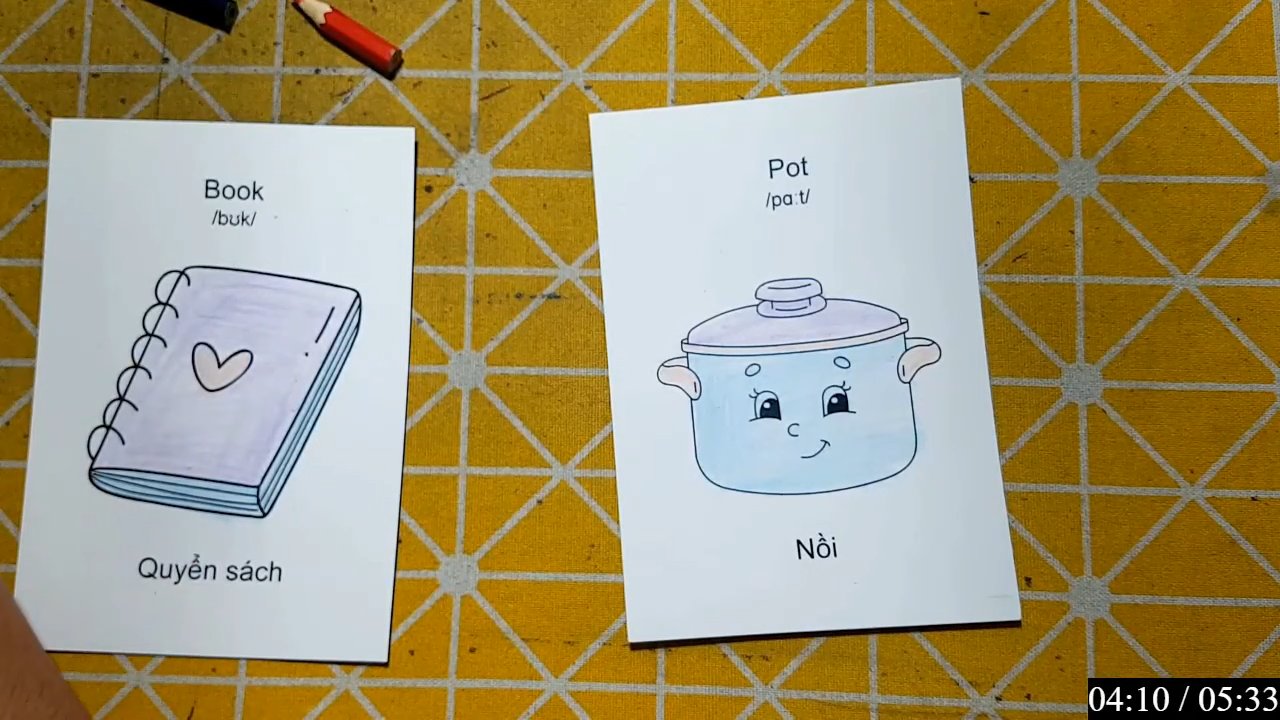 Book
/bʊk/
Quyển sách
Pot
/pɑːt/
Nồi
04:10 / 05:33